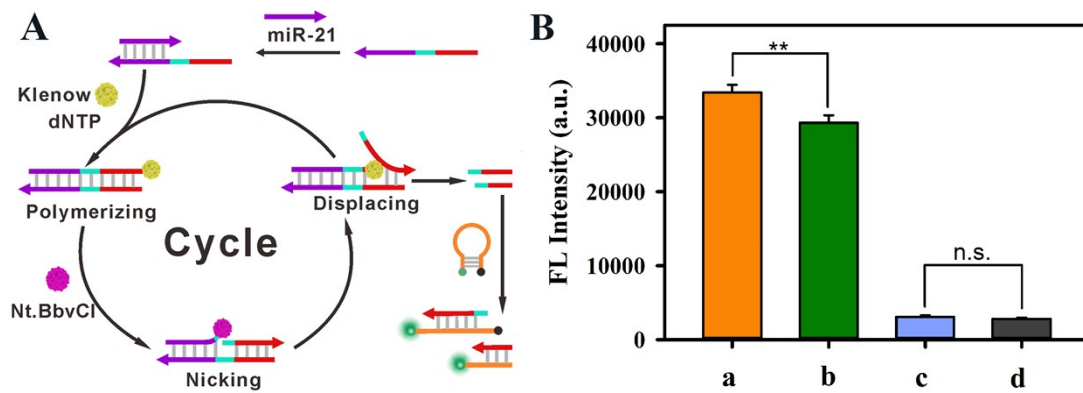 A
miR-21
Klenow
dNTP
Polymerizing
Displacing
Cycle
Nt.BbvCI
Nicking
B
FL Intensity (a.u.)
40000
30000
20000
10000
0
**
n.s.
a b c d